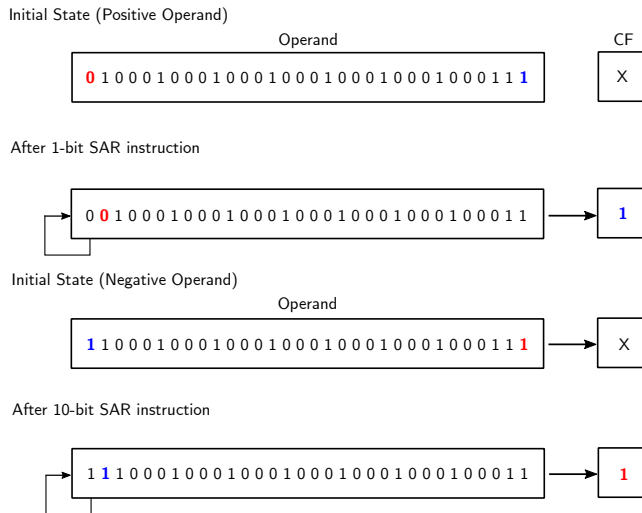 Initial State (Positive Operand)
Operand CF
0 1 0 0 0 1 0 0 0 1 0 0 0 1 0 0 0 1 0 0 0 1 0 0 0 1 0 0 0 1 1 1 X
After 1-bit SAR instruction
0 0 1 0 0 0 1 0 0 0 1 0 0 0 1 0 0 0 1 0 0 0 1 0 0 0 1 0 0 0 1 1 1
Initial State (Negative Operand)
Operand
1 1 0 0 0 1 0 0 0 1 0 0 0 1 0 0 0 1 0 0 0 1 0 0 0 1 0 0 0 1 1 1 X
After 10-bit SAR instruction
1 1 1 0 0 0 1 0 0 0 1 0 0 0 1 0 0 0 1 0 0 0 1 0 0 0 1 0 0 0 1 1 1